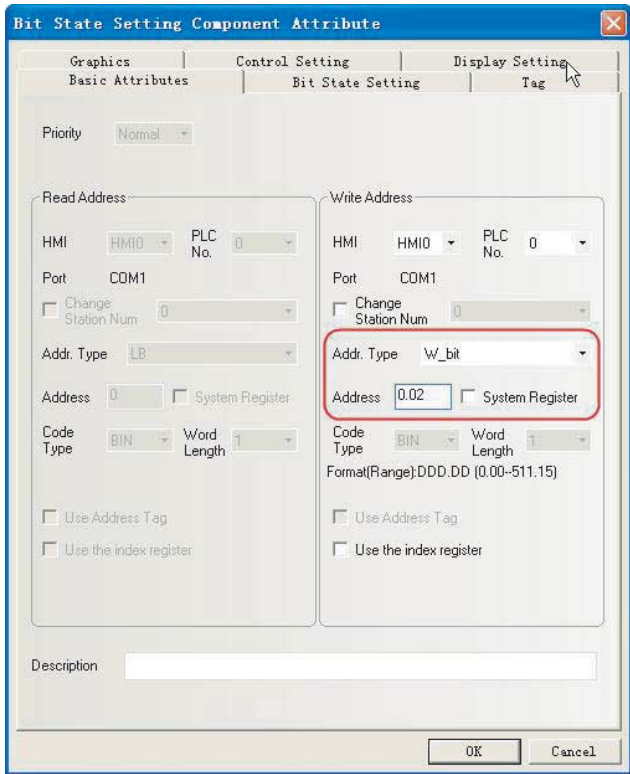 Bit State Setting Component Attribute
Graphics Control Setting Display Setting
Basic Attributes Bit State Setting Tag
Priority Normal
Read Address
HMI HMI0 PLC No. 0
Port COM1
Change Station Num 0
Addr. Type LB
Address 0 System Register
Code Type BIN Word Length 1
Use Address Tag
Use the index register
Write Address
HMI HMI0 PLC No. 0
Port COM1
Change Station Num 0
Addr. Type W_bit
Address 0.02 System Register
Code Type BIN Word Length 1
Format(Range):DDD.DD (0.00--511.15)
Use Address Tag
Use the index register
Description
OK Cancel